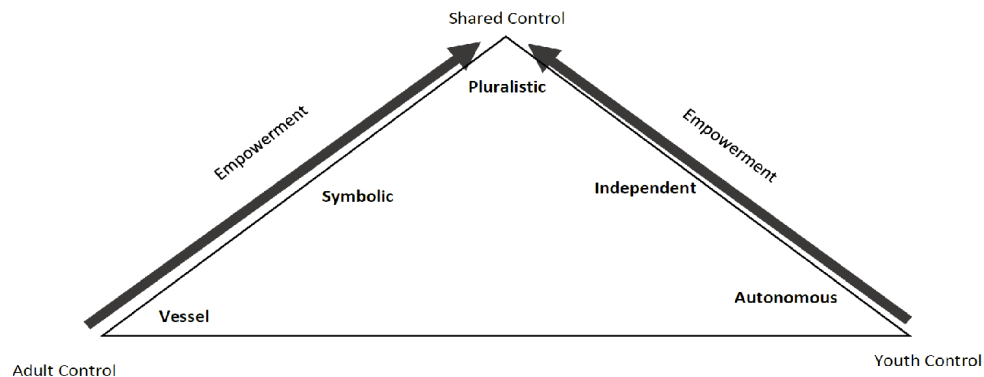 Shared Control
Pluralistic
Empowerment
Empowerment
Symbolic
Independent
Vessel
Autonomous
Adult Control
Youth Control